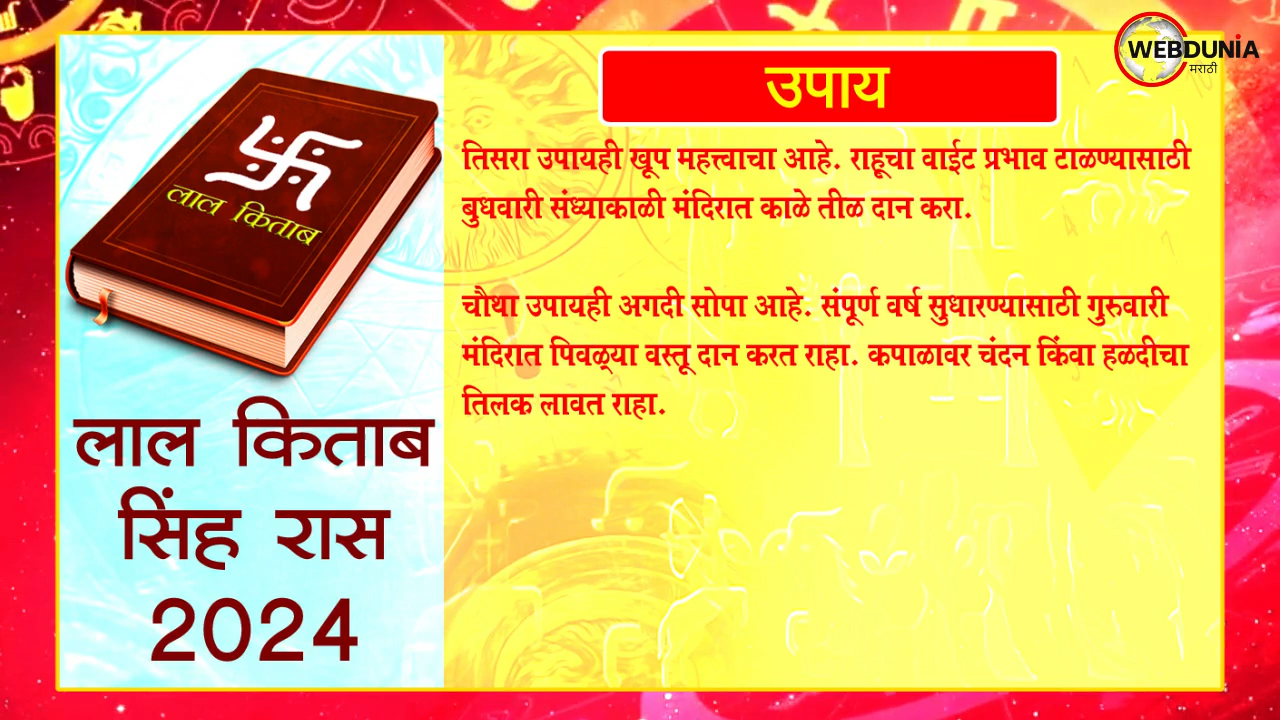 WEBDUNIA
मराठी
उपाय
तिसरा उपायही खूप महत्त्वाचा आहे. राहूचा वाईट प्रभाव टाळण्यासाठी
बुधवारी संध्याकाळी मंदिरात काळे तीळ दान करा.
चौथा उपायही अगदी सोपा आहे. संपूर्ण वर्ष सुधारण्यासाठी गुरुवारी
मंदिरात पिवळ्या वस्तू दान करत राहा. कपाळावर चंदन किंवा हळदीचा
तिलक लावत राहा.
लाल किताब
लाल किताब
सिंह रास
2024